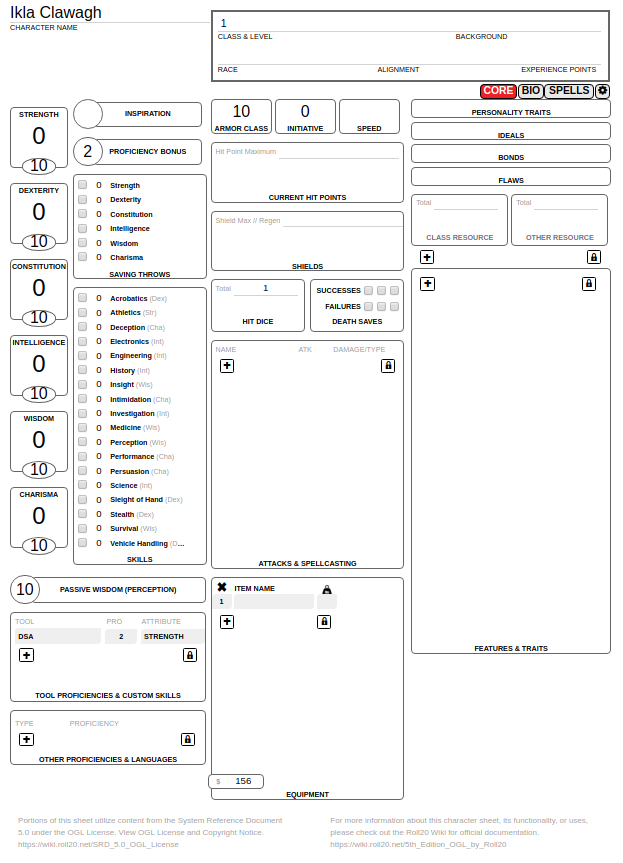 Ikla Clawagh
CHARACTER NAME
1
CLASS & LEVEL BACKGROUND
RACE ALIGNMENT EXPERIENCE POINTS
CORE BIO SPELLS
STRENGTH
0
10
DEXTERITY
0
10
CONSTITUTION
0
10
INTELLIGENCE
0
10
WISDOM
0
10
CHARISMA
0
10
INSPIRATION
2 PROFICIENCY BONUS
0 Strength
0 Dexterity
0 Constitution
0 Intelligence
0 Wisdom
0 Charisma
SAVING THROWS
0 Acrobatics (Dex)
0 Athletics (Str)
0 Deception (Cha)
0 Electronics (Int)
0 Engineering (Int)
0 History (Int)
0 Insight (Wis)
0 Intimidation (Cha)
0 Investigation (Int)
0 Medicine (Wis)
0 Perception (Wis)
0 Performance (Cha)
0 Persuasion (Cha)
0 Science (Int)
0 Sleight of Hand (Dex)
0 Stealth (Dex)
0 Survival (Wis)
0 Vehicle Handling (D...
SKILLS
10 PASSIVE WISDOM (PERCEPTION)
TOOL PRO ATTRIBUTE
DSA 2 STRENGTH
TOOL PROFICIENCIES & CUSTOM SKILLS
TYPE PROFICIENCY
OTHER PROFICIENCIES & LANGUAGES
10 0
ARMOR CLASS INITIATIVE SPEED
Hit Point Maximum
CURRENT HIT POINTS
Shield Max // Regen
SHIELDS
Total 1
HIT DICE
SUCCESSES
FAILURES
DEATH SAVES
NAME ATK DAMAGE/TYPE
ATTACKS & SPELLCASTING
ITEM NAME
1
$ 156
EQUIPMENT
PERSONALITY TRAITS
IDEALS
BONDS
FLAWS
Total
CLASS RESOURCE
Total
OTHER RESOURCE
FEATURES & TRAITS
Portions of this sheet utilize content from the System Reference Document
5.0 under the OGL License. View OGL License and Copyright Notice.
https://wiki.roll20.net/SRD_5.0_OGL_License
For more information about this character sheet, its functionality, or uses,
please check out the Roll20 Wiki for official documentation.
https://wiki.roll20.net/5th_Edition_OGL_by_Roll20